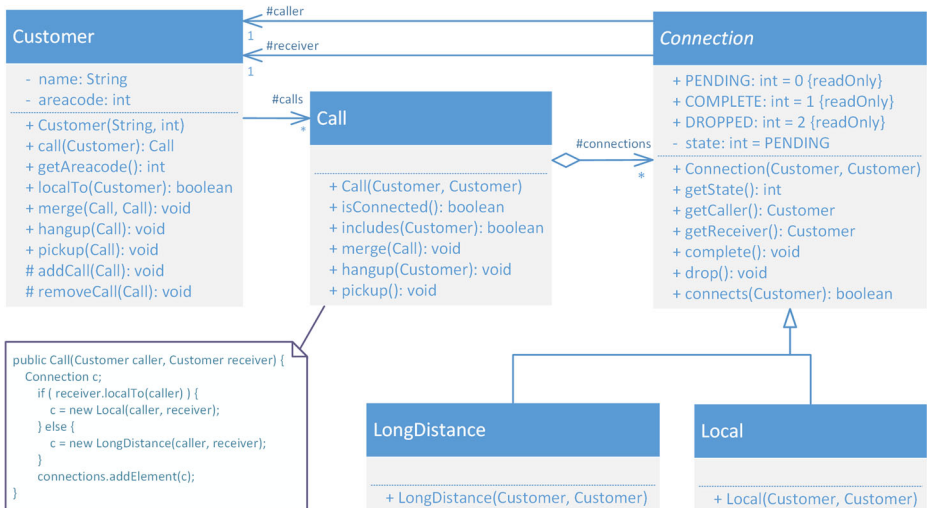 Customer
- name: String
- areacode: int
+ Customer(String, int)
+ call(Customer): Call
+ getAreacode(): int
+ localTo(Customer): boolean
+ merge(Call, Call): void
+ hangup(Call): void
+ pickup(Call): void
# addCall(Call): void
# removeCall(Call): void
#caller
1
#receiver
1
#calls
*
Call
+ Call(Customer, Customer)
+ isConnected(): boolean
+ includes(Customer): boolean
+ merge(Call): void
+ hangup(Customer): void
+ pickup(): void
#connections
*
Connection
+ PENDING: int = 0 {readOnly}
+ COMPLETE: int = 1 {readOnly}
+ DROPPED: int = 2 {readOnly}
- state: int = PENDING
+ Connection(Customer, Customer)
+ getState(): int
+ getCaller(): Customer
+ getReceiver(): Customer
+ complete(): void
+ drop(): void
+ connects(Customer): boolean
public Call(Customer caller, Customer receiver) {
Connection c;
if ( receiver.localTo(caller) ) {
c = new Local(caller, receiver);
} else {
c = new LongDistance(caller, receiver);
}
connections.addElement(c);
}
LongDistance
+ LongDistance(Customer, Customer)
Local
+ Local(Customer, Customer)